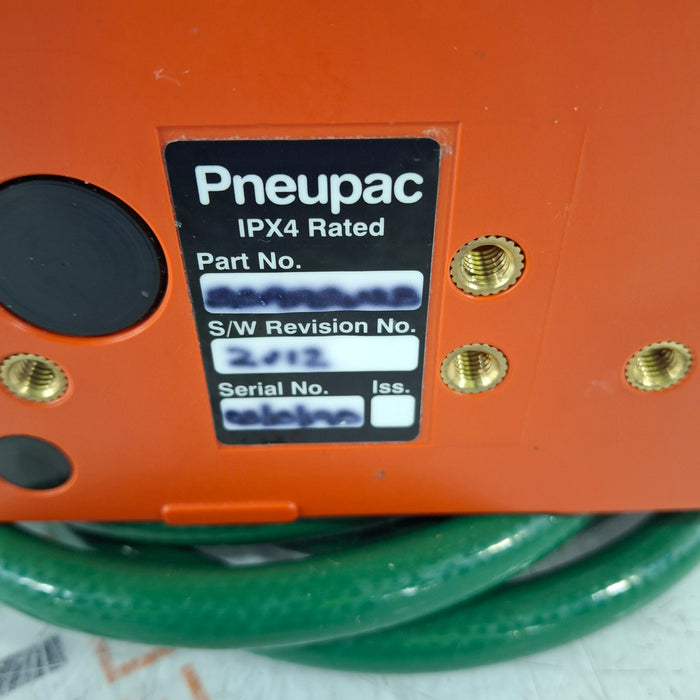 Pneupac
IPX4 Rated
Part No.
S/W Revision No.
2012
Serial No. Iss.